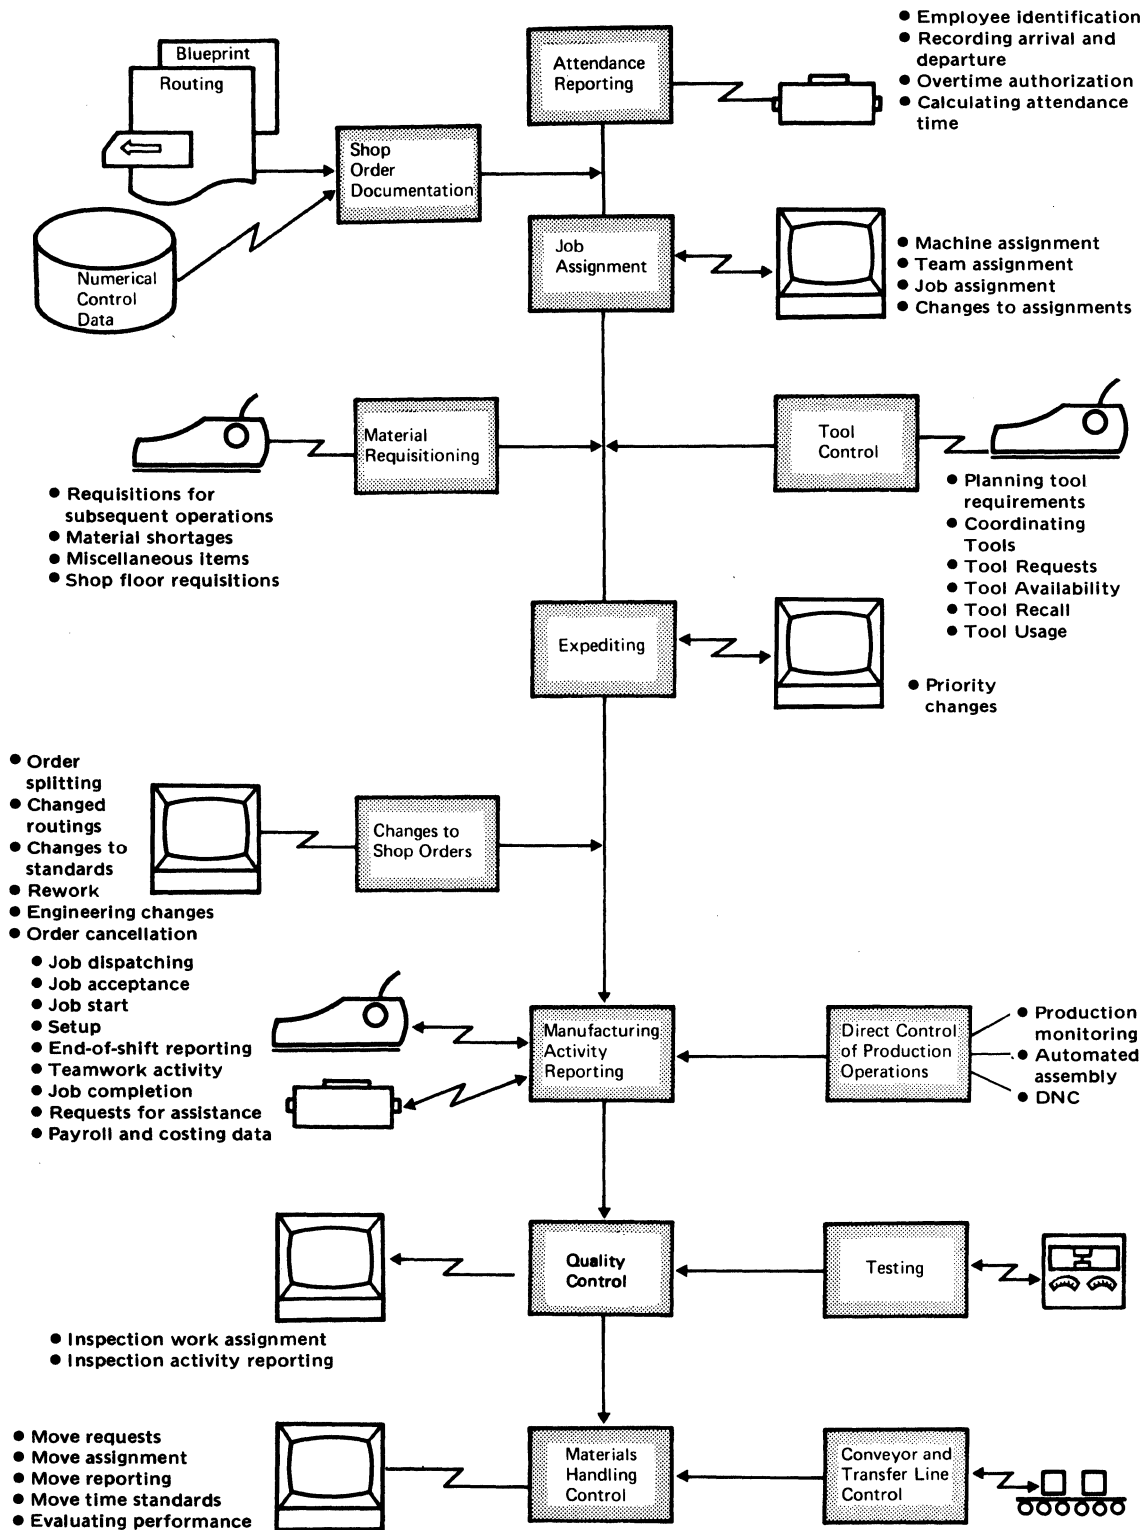 Blueprint
Routing
Numerical
Control
Data
Shop
Order
Documentation
Attendance
Reporting
● Employee identification
● Recording arrival and
departure
● Overtime authorization
● Calculating attendance
time
Job
Assignment
● Machine assignment
● Team assignment
● Job assignment
● Changes to assignments
Material
Requisitioning
● Requisitions for
subsequent operations
● Material shortages
● Miscellaneous items
● Shop floor requisitions
Tool
Control
● Planning tool
requirements
● Coordinating
Tools
● Tool Requests
● Tool Availability
● Tool Recall
● Tool Usage
Expediting
● Priority
changes
● Order
splitting
● Changed
routings
● Changes to
standards
● Rework
● Engineering changes
● Order cancellation
Changes to
Shop Orders
● Job dispatching
● Job acceptance
● Job start
● Setup
● End-of-shift reporting
● Teamwork activity
● Job completion
● Requests for assistance
● Payroll and costing data
Manufacturing
Activity
Reporting
Direct Control
of Production
Operations
● Production
monitoring
● Automated
assembly
● DNC
Quality
Control
Testing
● Inspection work assignment
● Inspection activity reporting
● Move requests
● Move assignment
● Move reporting
● Move time standards
● Evaluating performance
Materials
Handling
Control
Conveyor and
Transfer Line
Control